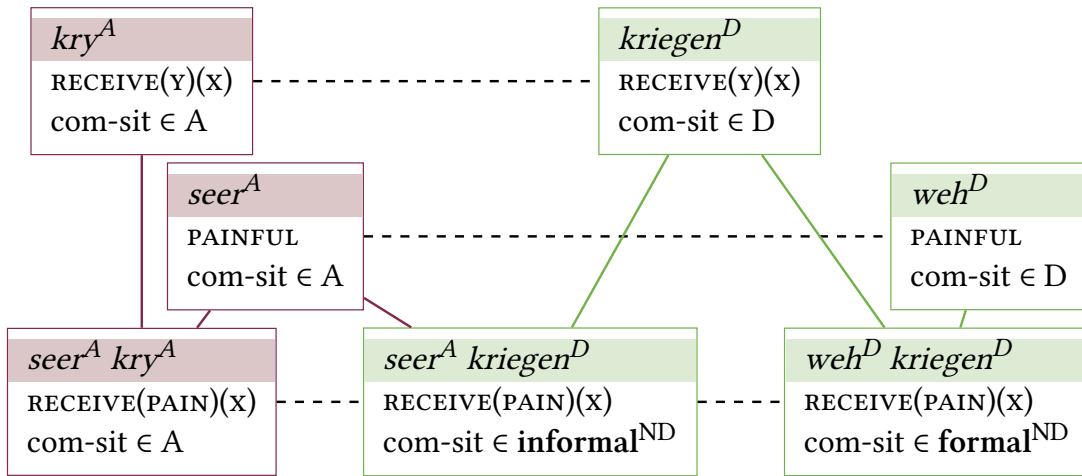 kry^A
RECEIVE(Y)(X)
com-sit ∈ A
kriegen^D
RECEIVE(Y)(X)
com-sit ∈ D
seer^A
PAINFUL
com-sit ∈ A
weh^D
PAINFUL
com-sit ∈ D
seer^A kry^A
RECEIVE(PAIN)(X)
com-sit ∈ A
seer^A kriegen^D
RECEIVE(PAIN)(X)
com-sit ∈ informal^ND
weh^D kriegen^D
RECEIVE(PAIN)(X)
com-sit ∈ formal^ND